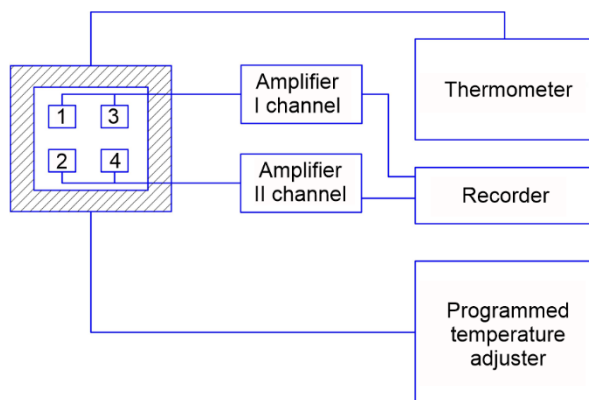 Amplifier
I channel
Thermometer
1
3
2
4
Amplifier
II channel
Recorder
Programmed
temperature
adjuster